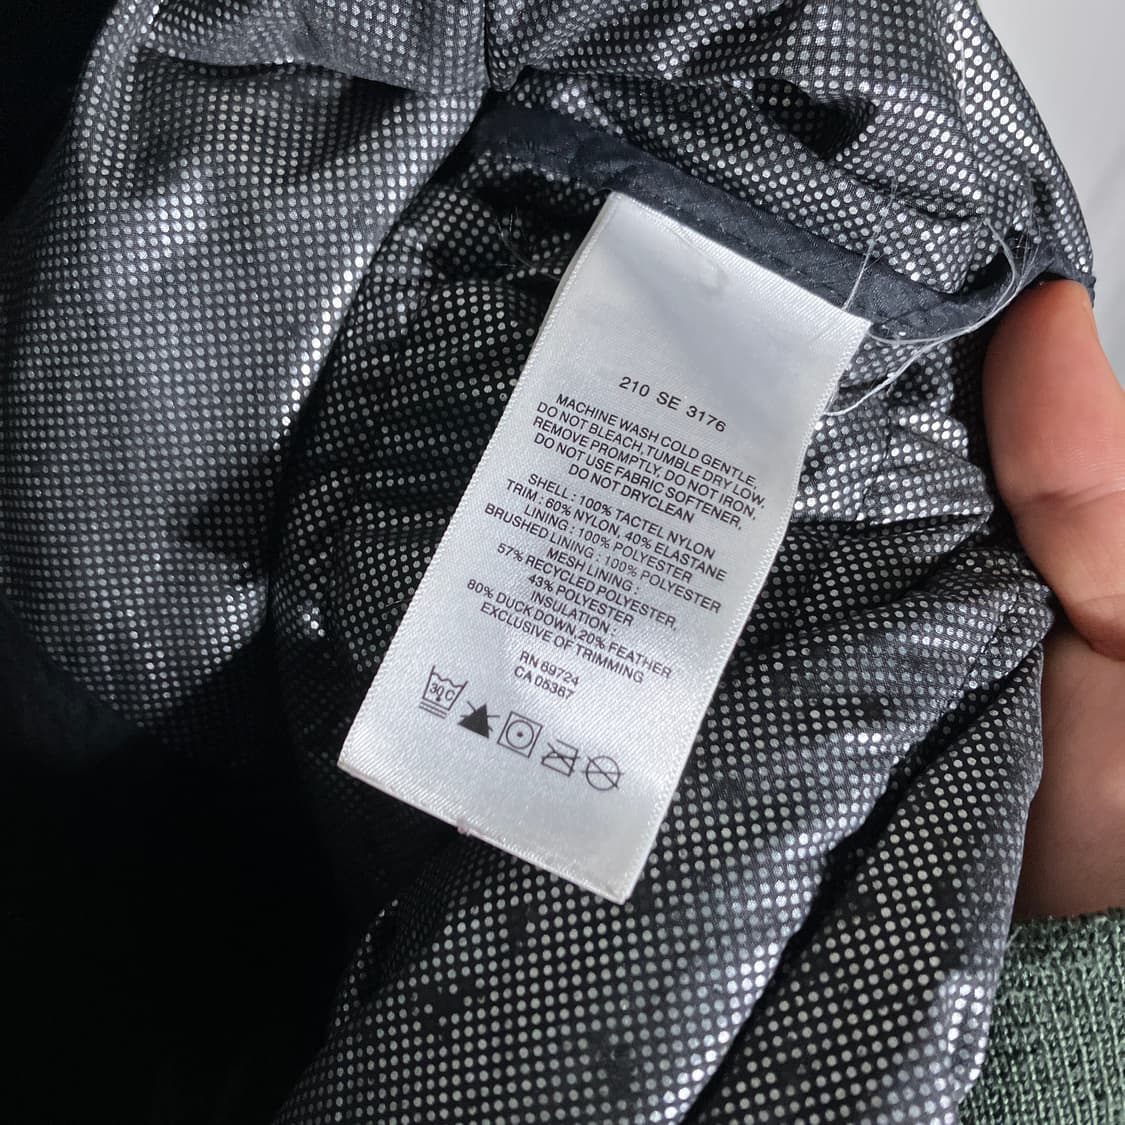 210 SE 3176
MACHINE WASH COLD GENTLE,
DO NOT BLEACH, TUMBLE DRY LOW,
REMOVE PROMPTLY, DO NOT IRON,
DO NOT USE FABRIC SOFTENER,
DO NOT DRYCLEAN
SHELL : 100% TACTEL NYLON
TRIM : 60% NYLON, 40% ELASTANE
LINING : 100% POLYESTER
BRUSHED LINING : 100% POLYESTER
MESH LINING :
57% RECYCLED POLYESTER,
43% POLYESTER
INSULATION :
80% DUCK DOWN, 20% FEATHER
EXCLUSIVE OF TRIMMING
RN 69724
CA 05367
30°C